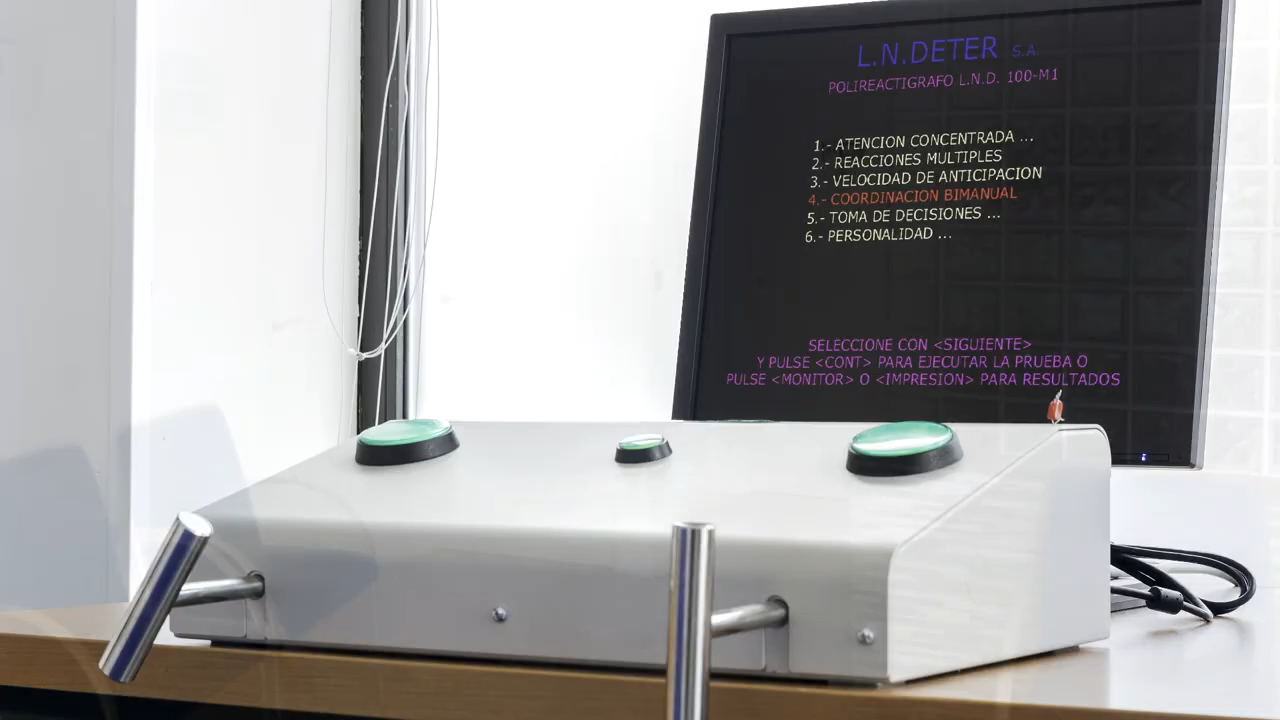 L.N.DETER S.A.
POLIREACTIGRAFO L.N.D. 100-M1
1.- ATENCION CONCENTRADA ...
2.- REACCIONES MULTIPLES
3.- VELOCIDAD DE ANTICIPACION
4.- COORDINACION BIMANUAL
5.- TOMA DE DECISIONES ...
6.- PERSONALIDAD ...
SELECCIONE CON <SIGUIENTE>
Y PULSE <CONT> PARA EJECUTAR LA PRUEBA O
PULSE <MONITOR> O <IMPRESION> PARA RESULTADOS